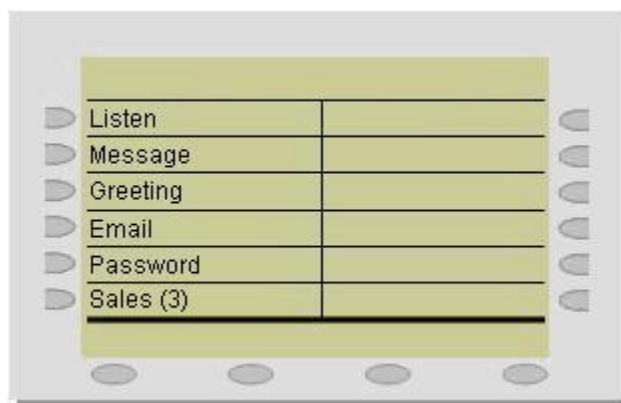 Listen
Message
Greeting
Email
Password
Sales (3)